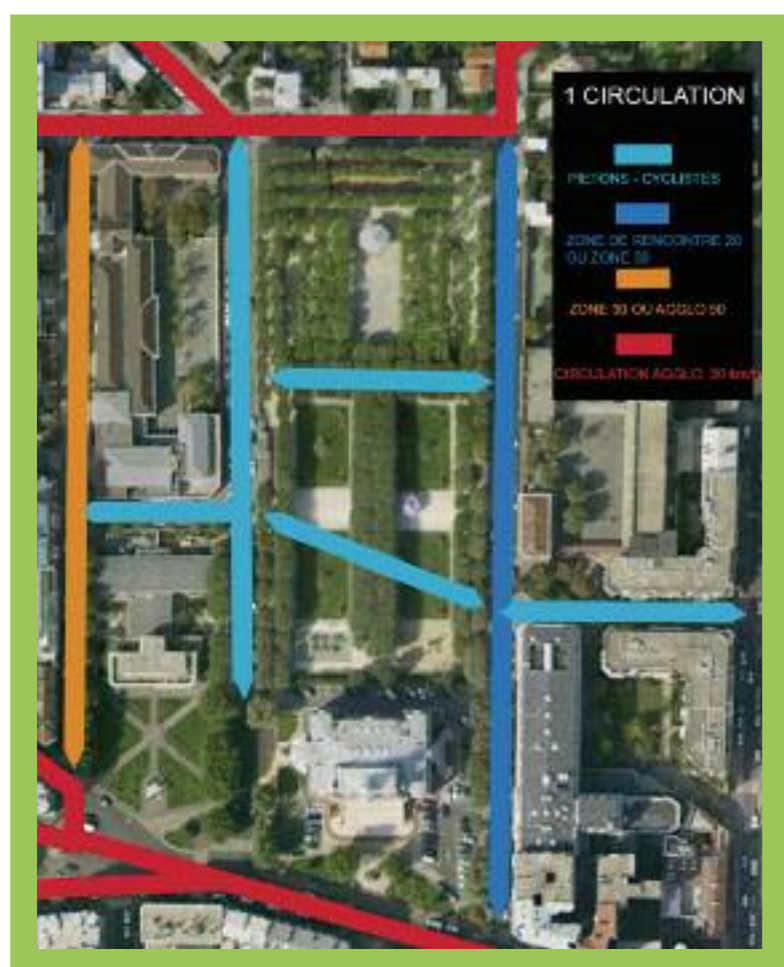 1 CIRCULATION
PIETONS - CYCLISTES
ZONE DE RENCONTRE 20
OU ZONE 30
ZONE 30 OU AGGLO 50
CIRCULATION AGGLO